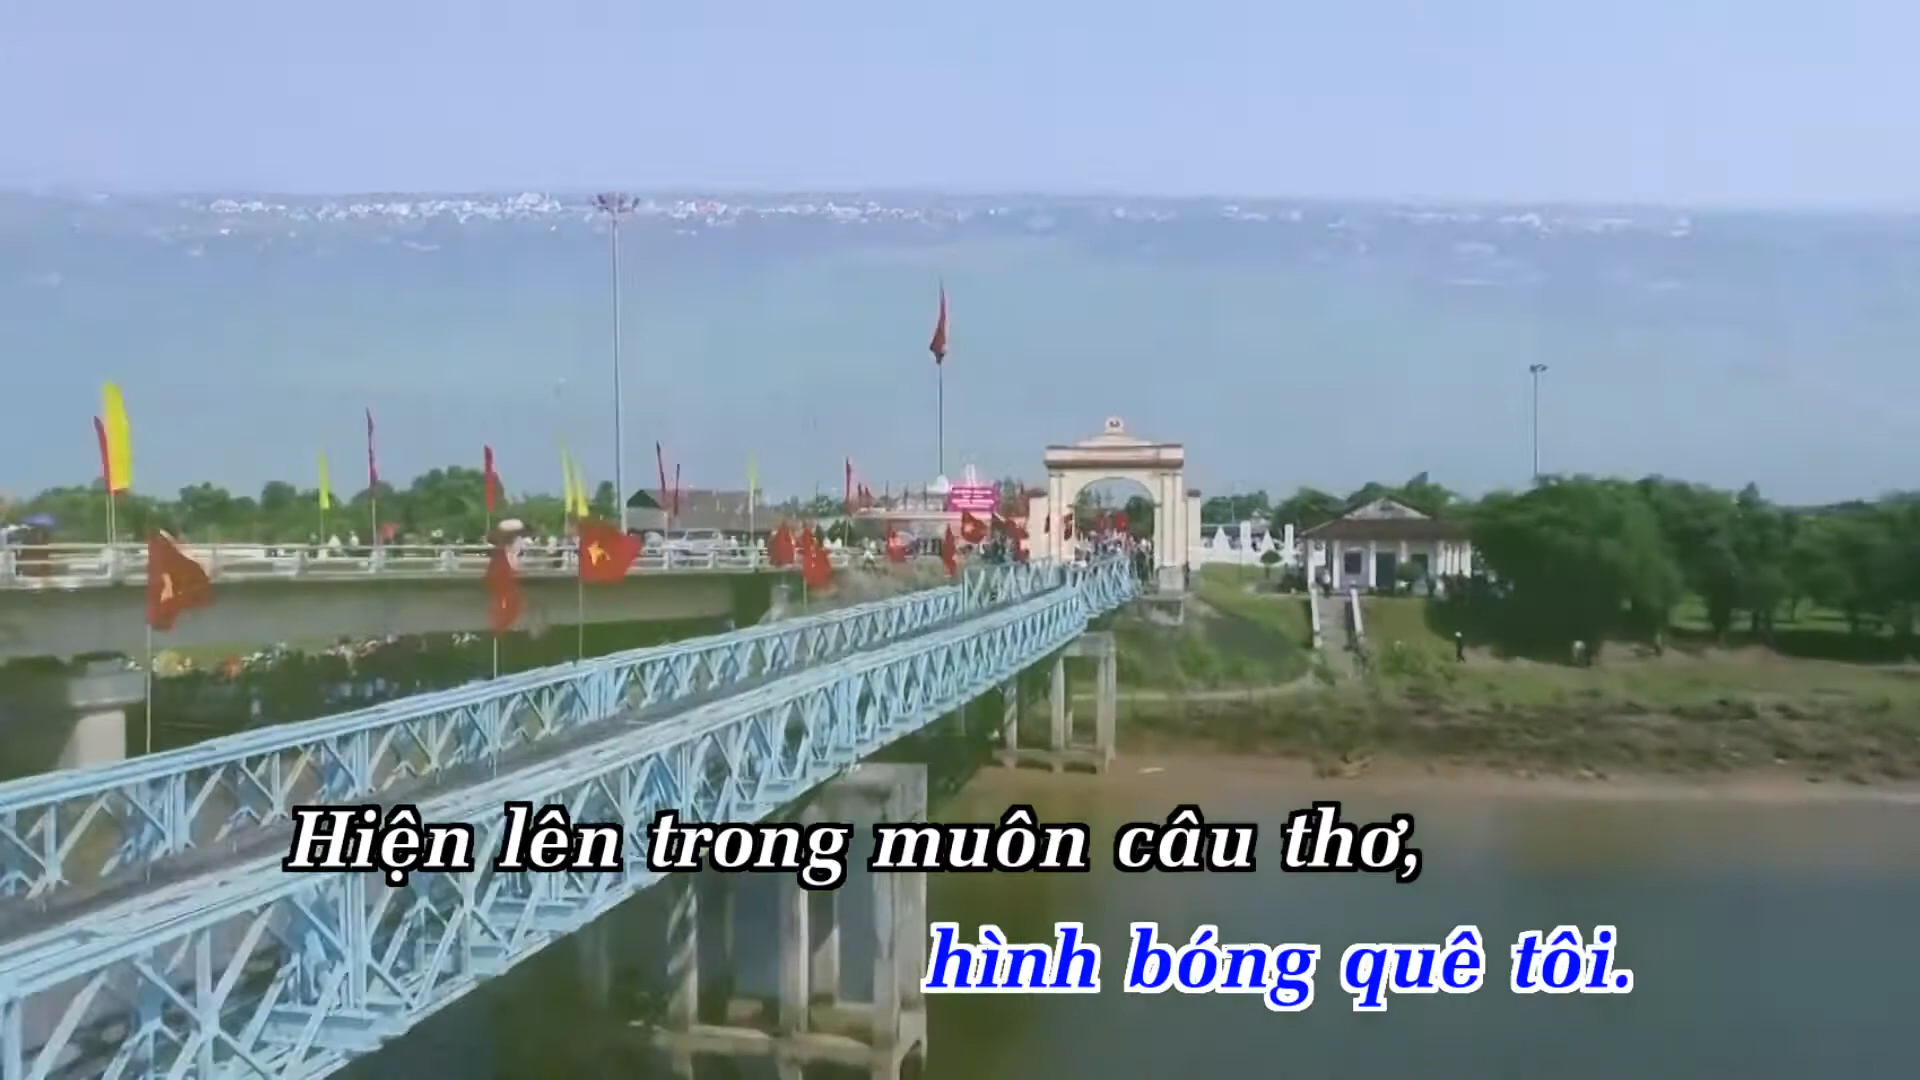 Hiện lên trong muôn câu thơ,
hình bóng quê tôi.